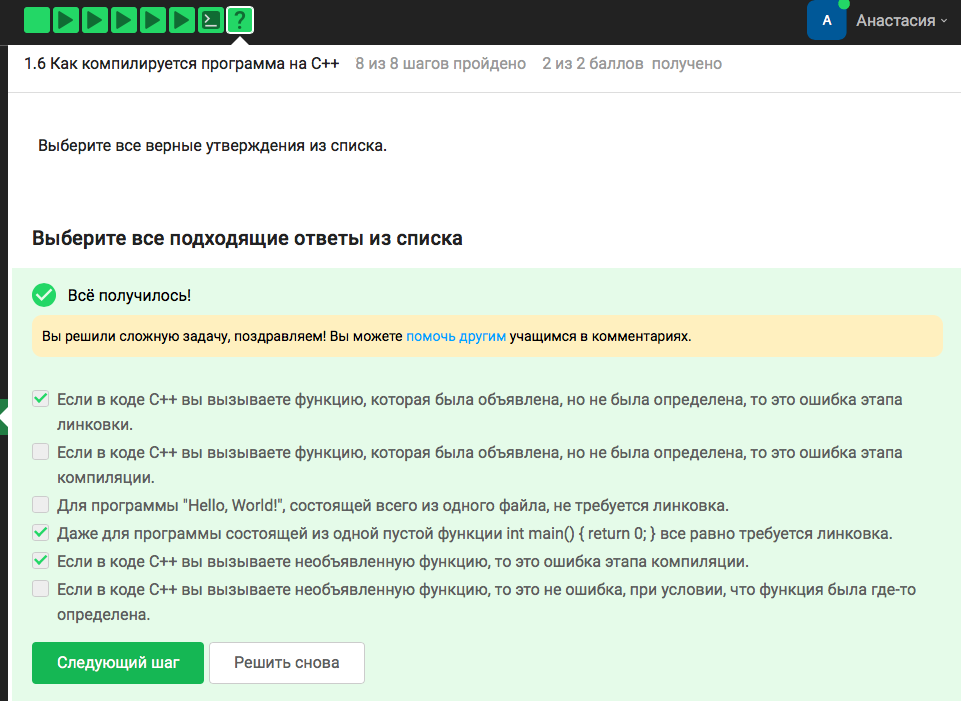 ?
А
Анастасия
1.6 Как компилируется программа на C++ 8 из 8 шагов пройдено 2 из 2 баллов получено
Выберите все верные утверждения из списка.
Выберите все подходящие ответы из списка
Всё получилось!
Вы решили сложную задачу, поздравляем! Вы можете помочь другим учащимся в комментариях.
Если в коде C++ вы вызываете функцию, которая была объявлена, но не была определена, то это ошибка этапа
линковки.
Если в коде C++ вы вызываете функцию, которая была объявлена, но не была определена, то это ошибка этапа
компиляции.
Для программы "Hello, World!", состоящей всего из одного файла, не требуется линковка.
Даже для программы состоящей из одной пустой функции int main() { return 0; } все равно требуется линковка.
Если в коде C++ вы вызываете необъявленную функцию, то это ошибка этапа компиляции.
Если в коде C++ вы вызываете необъявленную функцию, то это не ошибка, при условии, что функция была где-то
определена.
Следующий шаг
Решить снова